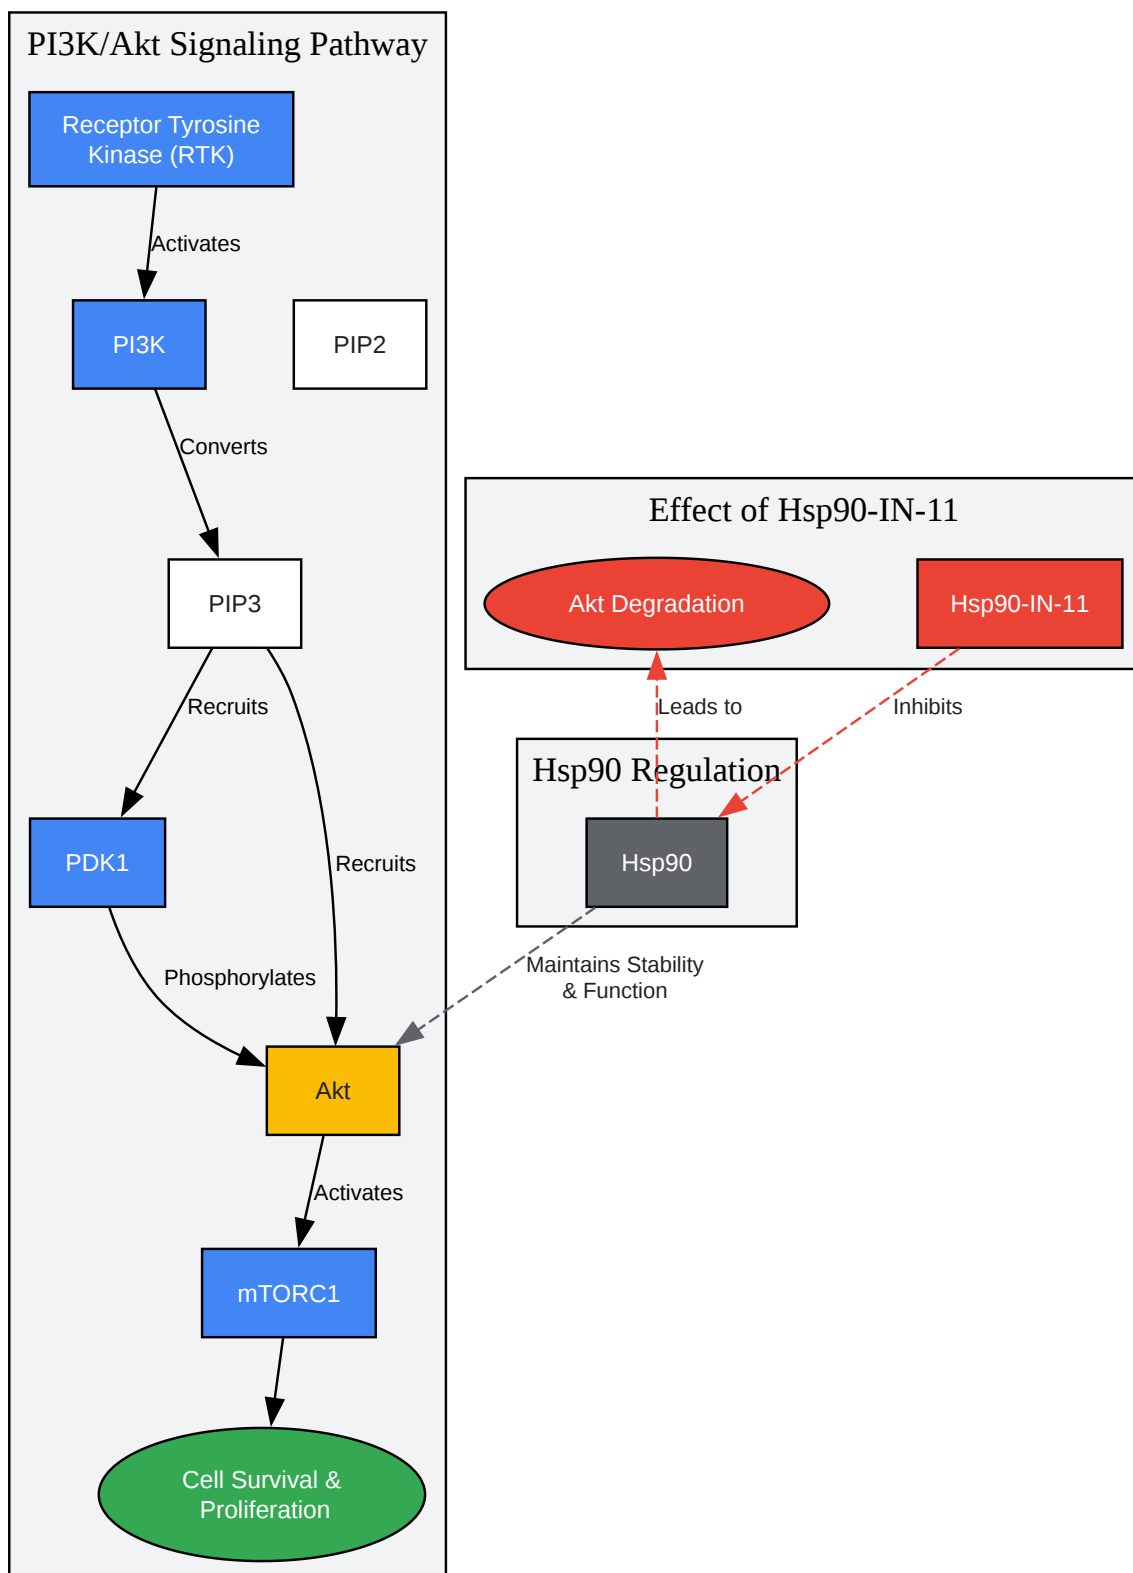 PI3K/Akt Signaling Pathway
Receptor Tyrosine
Kinase (RTK)
Activates
PI3K
PIP2
Converts
PIP3
Recruits
PDK1
Recruits
Phosphorylates
Akt
Activates
mTORC1
Cell Survival &
Proliferation
Effect of Hsp90-IN-11
Akt Degradation
Hsp90-IN-11
Leads to
Inhibits
Hsp90 Regulation
Hsp90
Maintains Stability
& Function